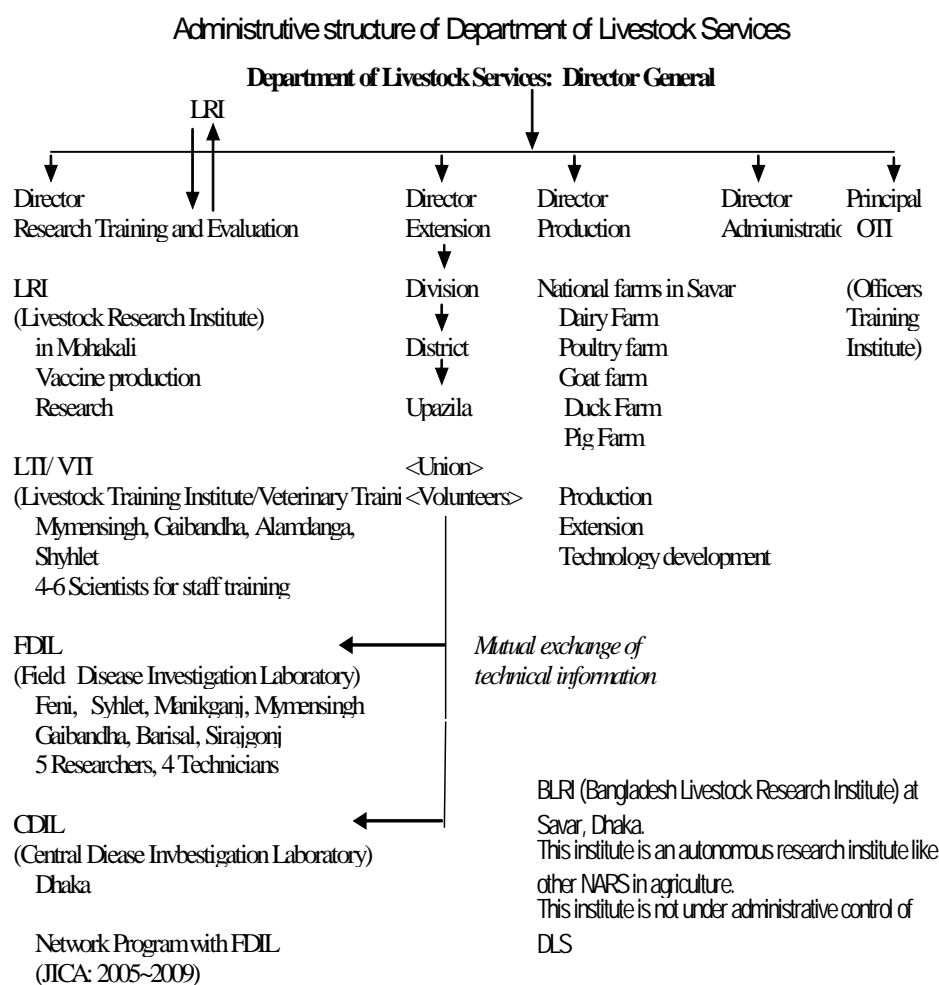 Administrutive structure of Department of Livestock Services
Department of Livestock Services: Director General
LRI
Director
Research Training and Evaluation
Director
Extension
Director
Production
Director
Admiunistratic
Principal
OTI
LRI
(Livestock Research Institute)
in Mohakali
Vaccine production
Research
Division
District
Upazila
National farms in Savar
Dairy Farm
Poultry farm
Goat farm
Duck Farm
Pig Farm
(Officers
Training
Institute)
LTI/ VTI
(Livestock Training Institute/Veterinary Traini
Mymensingh, Gaibandha, Alamdanga,
Shyhlet
4-6 Scientists for staff training
<Union>
<Volunteers>
Production
Extension
Technology development
FDIL
(Field Disease Investigation Laboratory)
Feni, Syhlet, Manikganj, Mymensingh
Gaibandha, Barisal, Sirajgonj
5 Researchers, 4 Technicians
Mutual exchange of
technical information
CDIL
(Central Diease Invbestigation Laboratory)
Dhaka
Network Program with FDIL
(JICA: 2005~2009)
BLRI (Bangladesh Livestock Research Institute) at
Savar, Dhaka.
This institute is an autonomous research institute like
other NARS in agriculture.
This institute is not under administrative control of
DLS